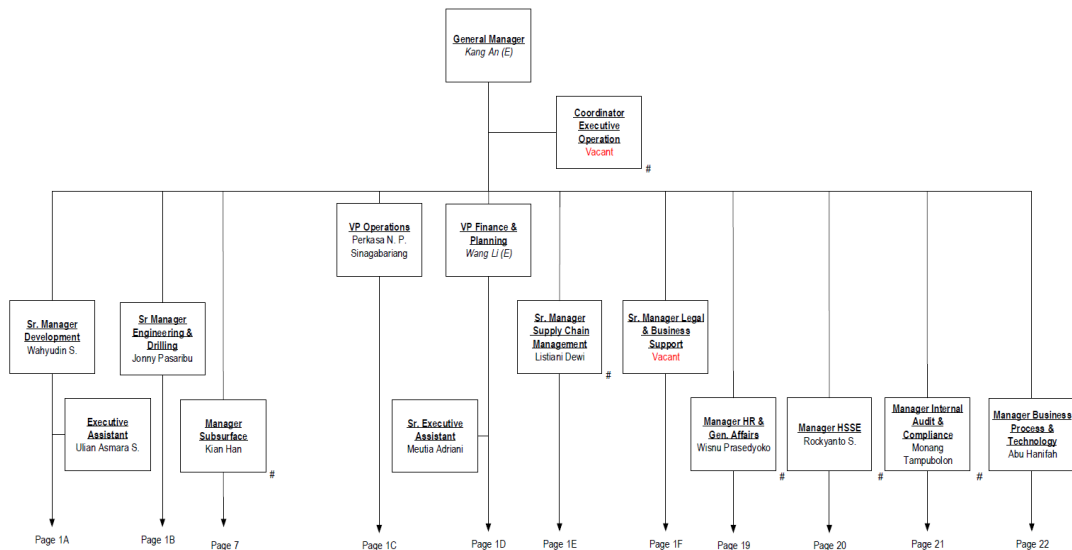 General Manager
Kang An (E)
Coordinator
Executive
Operation
Vacant
#
VP Operations
Perkasa N. P.
Sinagabariang
VP Finance &
Planning
Wang Li (E)
Sr. Manager
Development
Wahyudin S.
Sr Manager
Engineering &
Drilling
Jonny Pasaribu
Sr. Manager
Supply Chain
Management
Listiani Dewi
#
Sr. Manager Legal
& Business
Support
Vacant
Executive
Assistant
Ulian Asmara S.
Manager
Subsurface
Kian Han
#
Sr. Executive
Assistant
Meutia Adriani
Manager HR &
Gen. Affairs
Wisnu Prasedyoko
#
Manager HSSE
Rockyanto S.
#
Manager Internal
Audit &
Compliance
Monang
Tampubolon
#
Manager Business
Process &
Technology
Abu Hanifah
Page 1A
Page 1B
Page 7
Page 1C
Page 1D
Page 1E
Page 1F
Page 19
Page 20
Page 21
Page 22